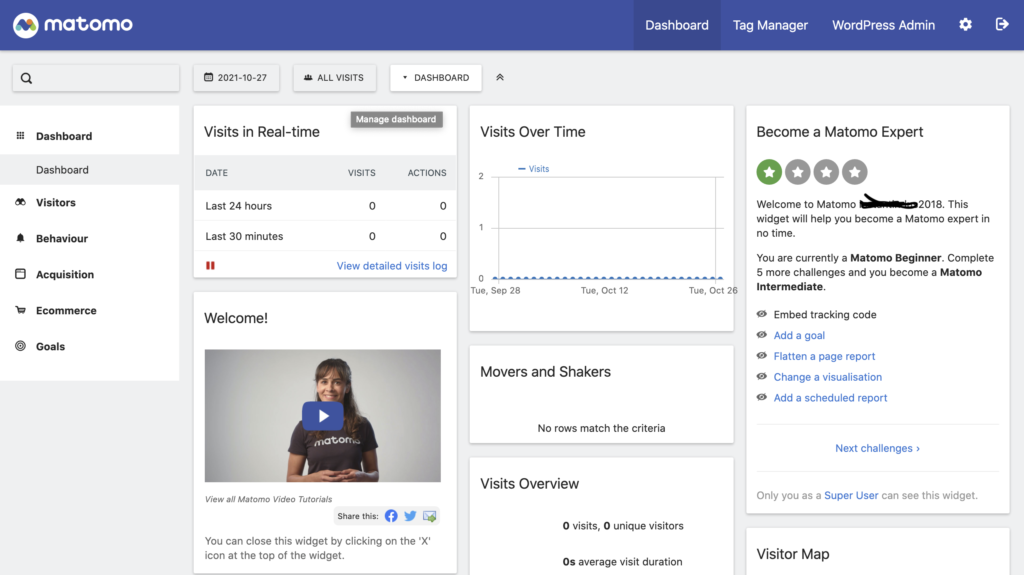 matomo
Dashboard
Tag Manager
WordPress Admin
2021-10-27
ALL VISITS
DASHBOARD
Dashboard
Dashboard
Visitors
Behaviour
Acquisition
Ecommerce
Goals
Visits in Real-time
Manage dashboard
DATE VISITS ACTIONS
Last 24 hours 0 0
Last 30 minutes 0 0
View detailed visits log
Welcome!
matomo
View all Matomo Video Tutorials
Share this:
You can close this widget by clicking on the 'X'
icon at the top of the widget.
Visits Over Time
Visits
2
1
0
Tue, Sep 28 Tue, Oct 12 Tue, Oct 26
Movers and Shakers
No rows match the criteria
Visits Overview
0 visits, 0 unique visitors
0s average visit duration
Become a Matomo Expert
Welcome to Matomo 2018. This
widget will help you become a Matomo expert in
no time.
You are currently a Matomo Beginner. Complete
5 more challenges and you become a Matomo
Intermediate.
Embed tracking code
Add a goal
Flatten a page report
Change a visualisation
Add a scheduled report
Next challenges ›
Only you as a Super User can see this widget.
Visitor Map